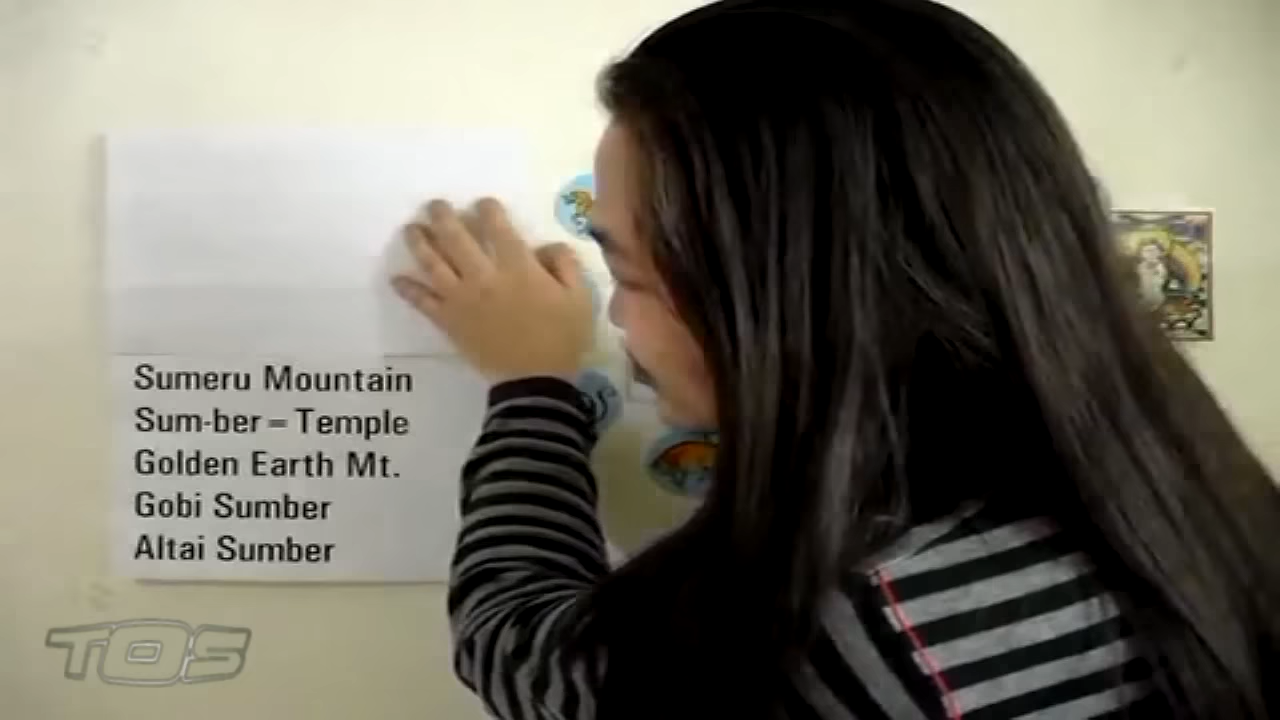 Sumeru Mountain
Sum-ber = Temple
Golden Earth Mt.
Gobi Sumber
Altai Sumber
TOS